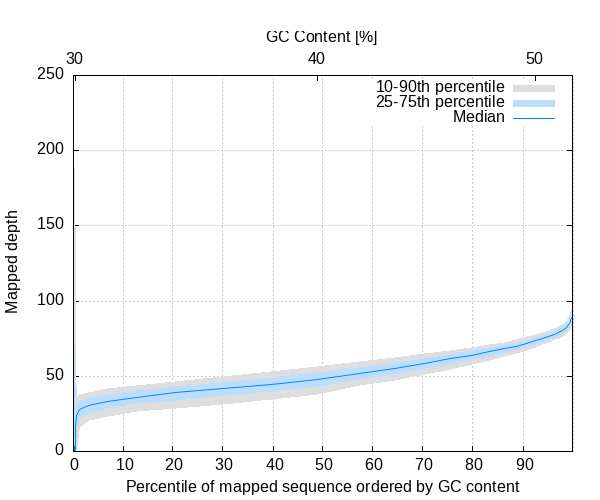 GC Content [%]
30 40 50
250
200
150
100
50
0
Mapped depth
10-90th percentile
25-75th percentile
Median
0 10 20 30 40 50 60 70 80 90
Percentile of mapped sequence ordered by GC content